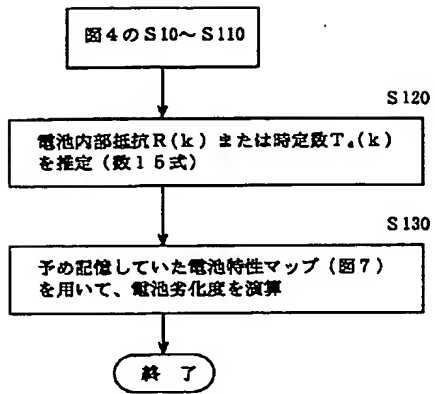 図4のS10〜S110
S120
電池内部抵抗R(k)または時定数Td(k)
を推定(数15式)
S130
予め記憶していた電池特性マップ(図7)
を用いて、電池劣化度を演算
終 了